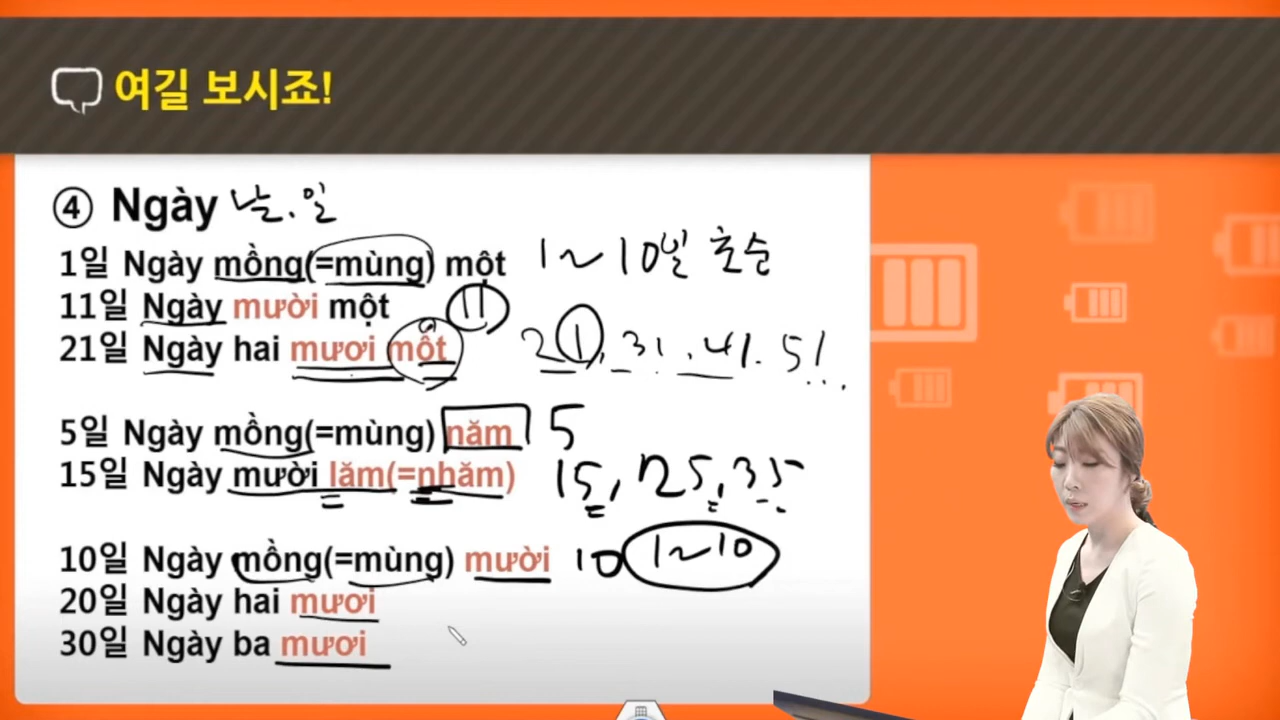 여길 보시죠!
④ Ngày 날.일
1일 Ngày mồng(=mùng) một 1~10일 초순
11일 Ngày mười một 11
21일 Ngày hai mươi mốt 21, 31, 41. 51...
5일 Ngày mồng(=mùng) năm 5
15일 Ngày mười lăm(=nhăm) 15, 25, 35
10일 Ngày mồng(=mùng) mười 10 1~10
20일 Ngày hai mươi
30일 Ngày ba mươi